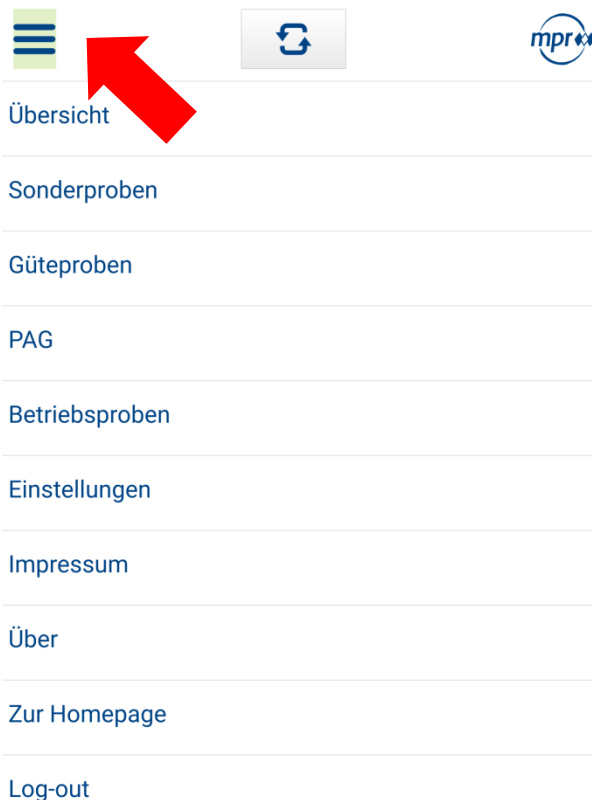 mpr
Übersicht
Sonderproben
Güteproben
PAG
Betriebsproben
Einstellungen
Impressum
Über
Zur Homepage
Log-out